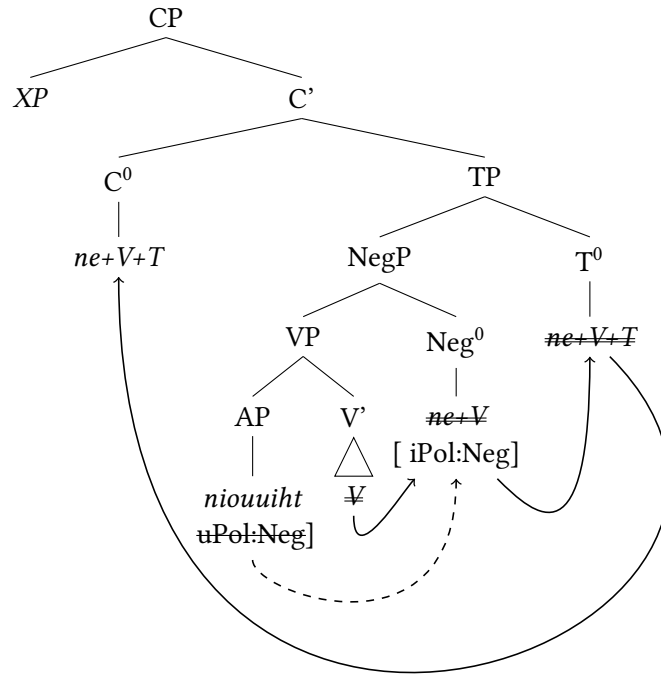 CP
XP C’
C⁰ TP
ne+V+T NegP T⁰
VP Neg⁰ ne+V+T
AP V’ ne+V
[ iPol:Neg]
niouuiht V
uPol:Neg]